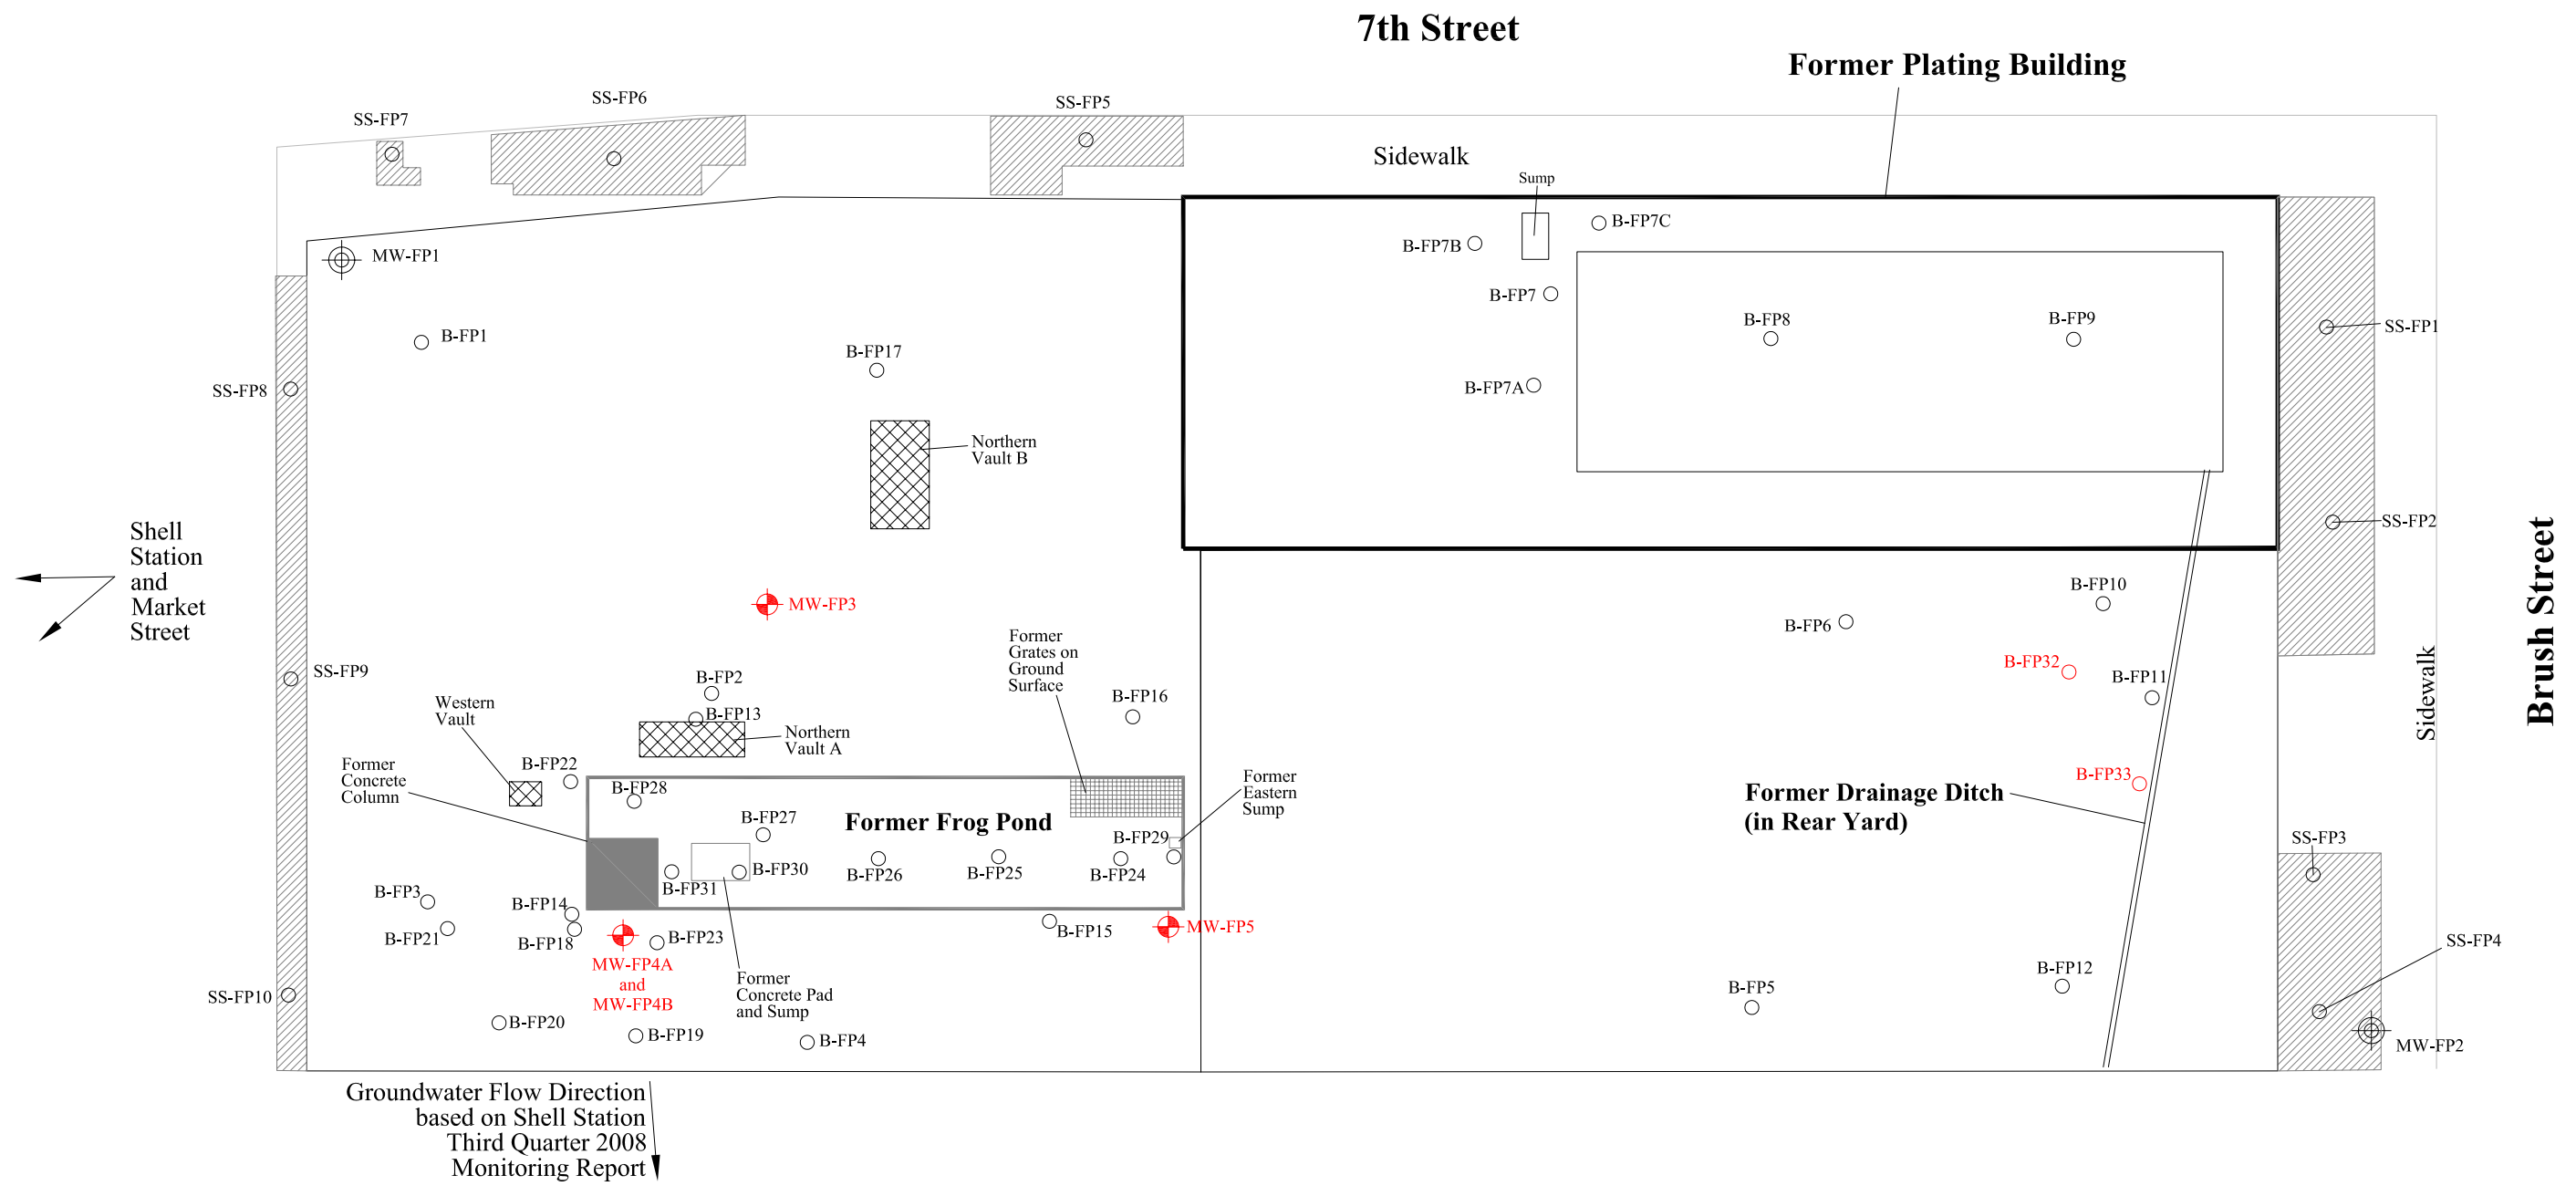 7th Street
Former Plating Building
SS-FP7
SS-FP6
SS-FP5
Sidewalk
Sump
B-FP7B
B-FP7C
MW-FP1
B-FP7
B-FP1
B-FP17
B-FP8
B-FP9
SS-FP1
SS-FP8
B-FP7A
Northern
Vault B
SS-FP2
Shell
Station
and
Market
Street
Brush Street
Sidewalk
MW-FP3
B-FP10
B-FP6
Former
Grates on
Ground
Surface
B-FP32
B-FP11
SS-FP9
B-FP2
B-FP16
B-FP13
Western
Vault
Northern
Vault A
B-FP22
Former
Concrete
Column
B-FP28
Former
Eastern
Sump
B-FP33
Former Drainage Ditch
(in Rear Yard)
B-FP27
Former Frog Pond
B-FP29
SS-FP3
B-FP31
B-FP30
B-FP26
B-FP25
B-FP24
B-FP3
B-FP14
B-FP21
B-FP18
B-FP23
B-FP15
MW-FP5
SS-FP4
MW-FP4A
and
MW-FP4B
Former
Concrete Pad
and Sump
B-FP12
B-FP5
SS-FP10
B-FP20
B-FP19
B-FP4
MW-FP2
Groundwater Flow Direction
based on Shell Station
Third Quarter 2008
Monitoring Report